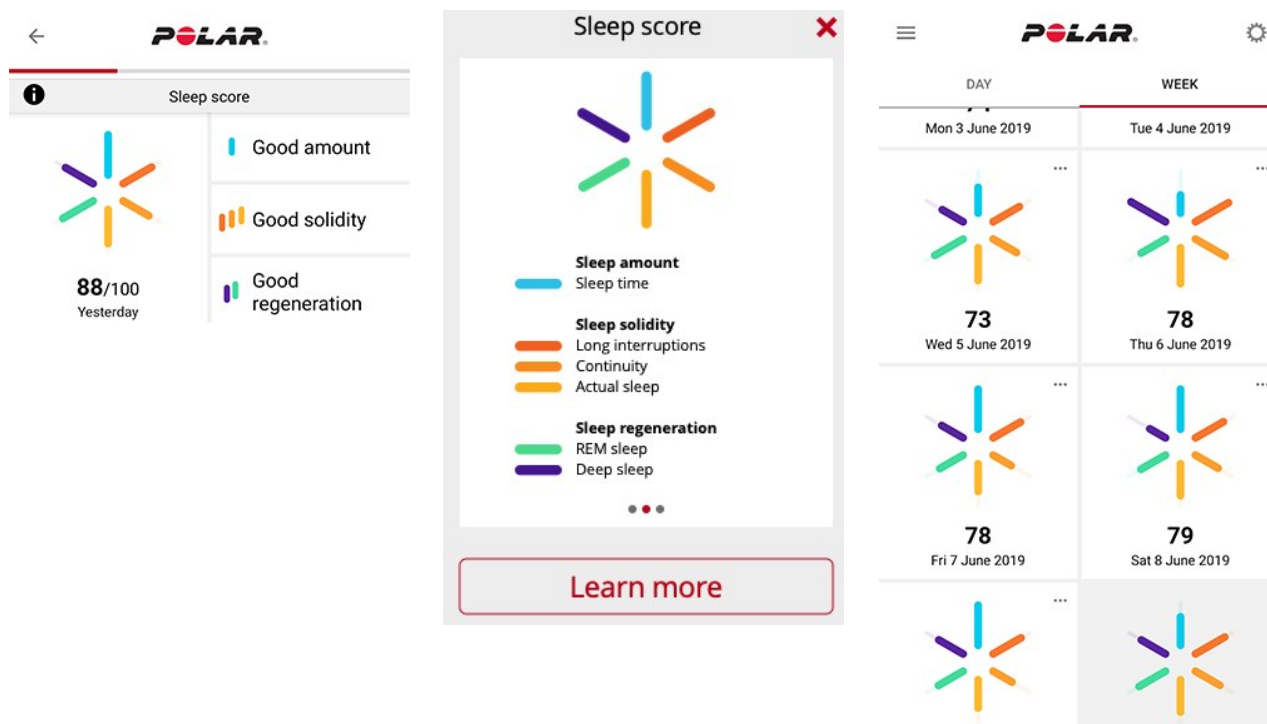 POLAR
Sleep score
Good amount
Good solidity
Good
regeneration
88/100
Yesterday
Sleep score
Sleep amount
Sleep time
Sleep solidity
Long interruptions
Continuity
Actual sleep
Sleep regeneration
REM sleep
Deep sleep
Learn more
POLAR
DAY WEEK
Mon 3 June 2019 Tue 4 June 2019
73 78
Wed 5 June 2019 Thu 6 June 2019
78 79
Fri 7 June 2019 Sat 8 June 2019